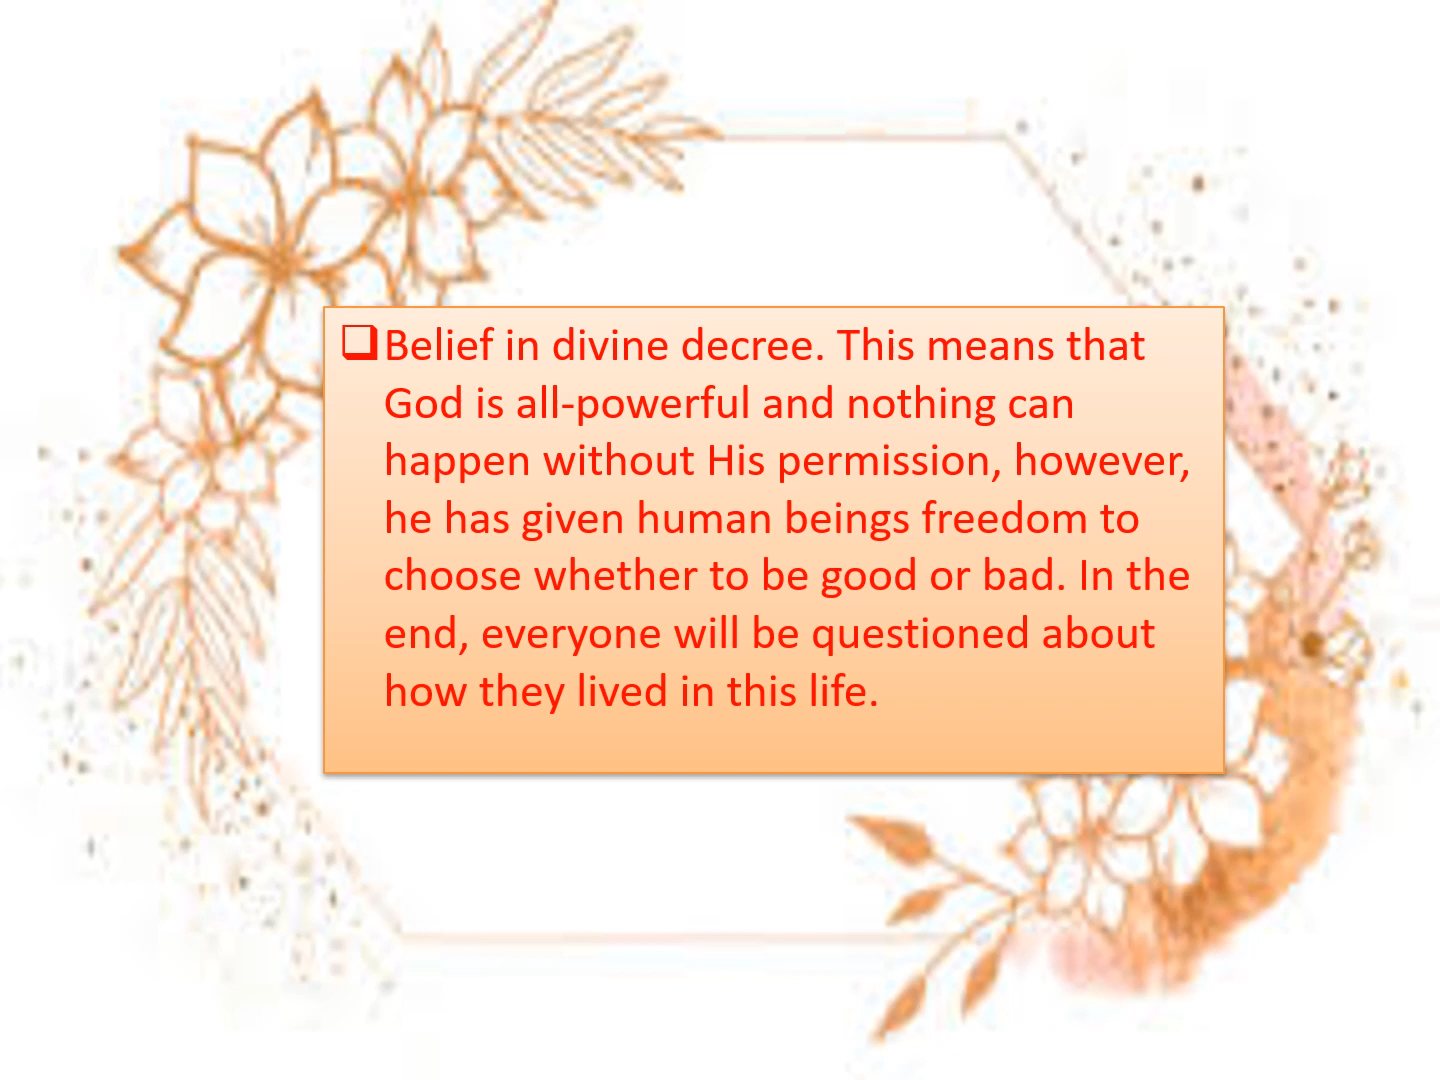 ❑Belief in divine decree. This means that
God is all-powerful and nothing can
happen without His permission, however,
he has given human beings freedom to
choose whether to be good or bad. In the
end, everyone will be questioned about
how they lived in this life.